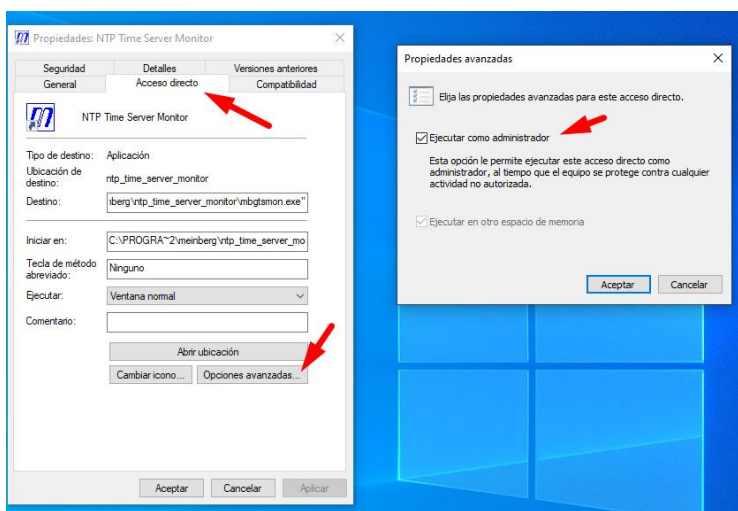 Propiedades: NTP Time Server Monitor
Seguridad
Detalles
Versiones anteriores
General
Acceso directo
Compatibilidad
NTP Time Server Monitor
Tipo de destino:
Aplicación
Ubicación de
destino:
ntp_time_server_monitor
Destino:
iberg\ntp_time_server_monitor\mbgtsmon.exe"
Iniciar en:
C:\PROGRA~2\meinberg\ntp_time_server_mo
Tecla de método
abreviado:
Ninguno
Ejecutar:
Ventana normal
Comentario:
Abrir ubicación
Cambiar icono...
Opciones avanzadas...
Aceptar
Cancelar
Aplicar
Propiedades avanzadas
Elija las propiedades avanzadas para este acceso directo.
Ejecutar como administrador
Esta opción le permite ejecutar este acceso directo como
administrador, al tiempo que el equipo se protege contra cualquier
actividad no autorizada.
Ejecutar en otro espacio de memoria
Aceptar
Cancelar